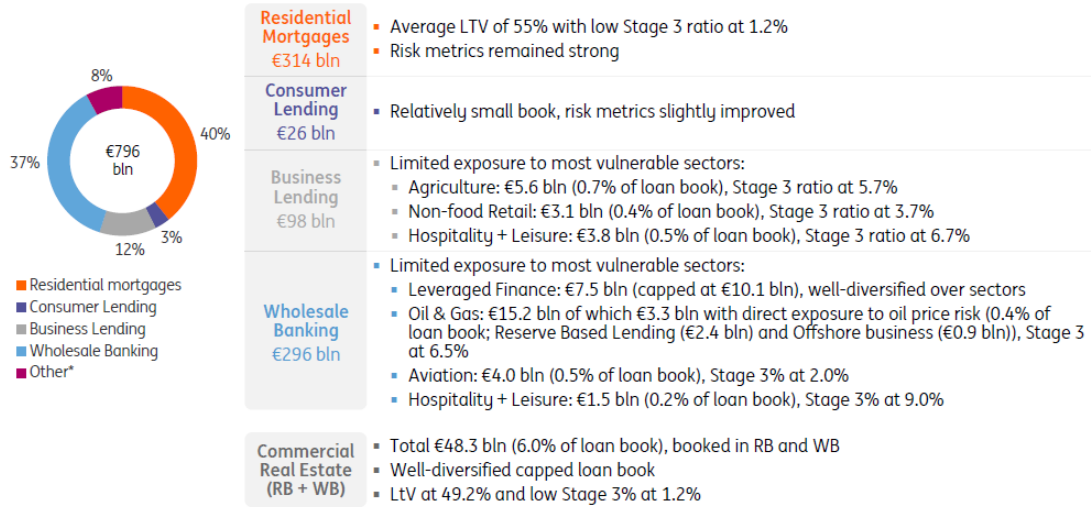 8%
40%
€796
bln
37%
3%
12%
Residential mortgages
Consumer Lending
Business Lending
Wholesale Banking
Other*
Residential
Mortgages
€314 bln
Average LTV of 55% with low Stage 3 ratio at 1.2%
Risk metrics remained strong
Consumer
Lending
€26 bln
Relatively small book, risk metrics slightly improved
Business
Lending
€98 bln
Limited exposure to most vulnerable sectors:
Agriculture: €5.6 bln (0.7% of loan book), Stage 3 ratio at 5.7%
Non-food Retail: €3.1 bln (0.4% of loan book), Stage 3 ratio at 3.7%
Hospitality + Leisure: €3.8 bln (0.5% of loan book), Stage 3 ratio at 6.7%
Wholesale
Banking
€296 bln
Limited exposure to most vulnerable sectors:
Leveraged Finance: €7.5 bln (capped at €10.1 bln), well-diversified over sectors
Oil & Gas: €15.2 bln of which €3.3 bln with direct exposure to oil price risk (0.4% of
loan book; Reserve Based Lending (€2.4 bln) and Offshore business (€0.9 bln)), Stage 3
at 6.5%
Aviation: €4.0 bln (0.5% of loan book), Stage 3% at 2.0%
Hospitality + Leisure: €1.5 bln (0.2% of loan book), Stage 3% at 9.0%
Commercial
Real Estate
(RB + WB)
Total €48.3 bln (6.0% of loan book), booked in RB and WB
Well-diversified capped loan book
LtV at 49.2% and low Stage 3% at 1.2%